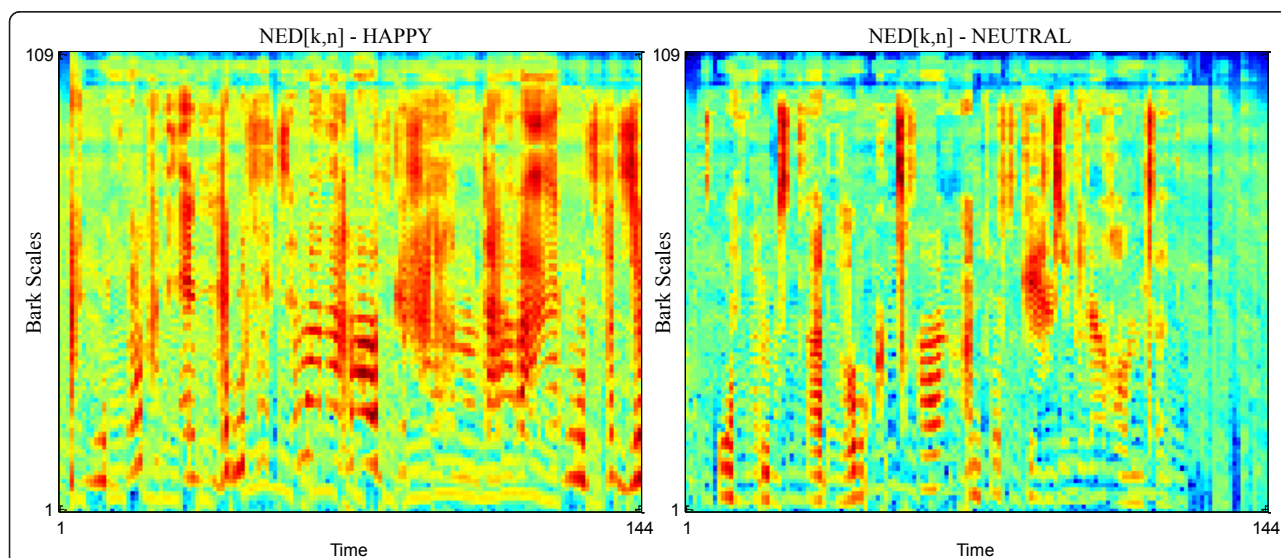 NED[k,n] - HAPPY
109
Bark Scales
1
1
144
Time
NED[k,n] - NEUTRAL
109
Bark Scales
1
1
144
Time